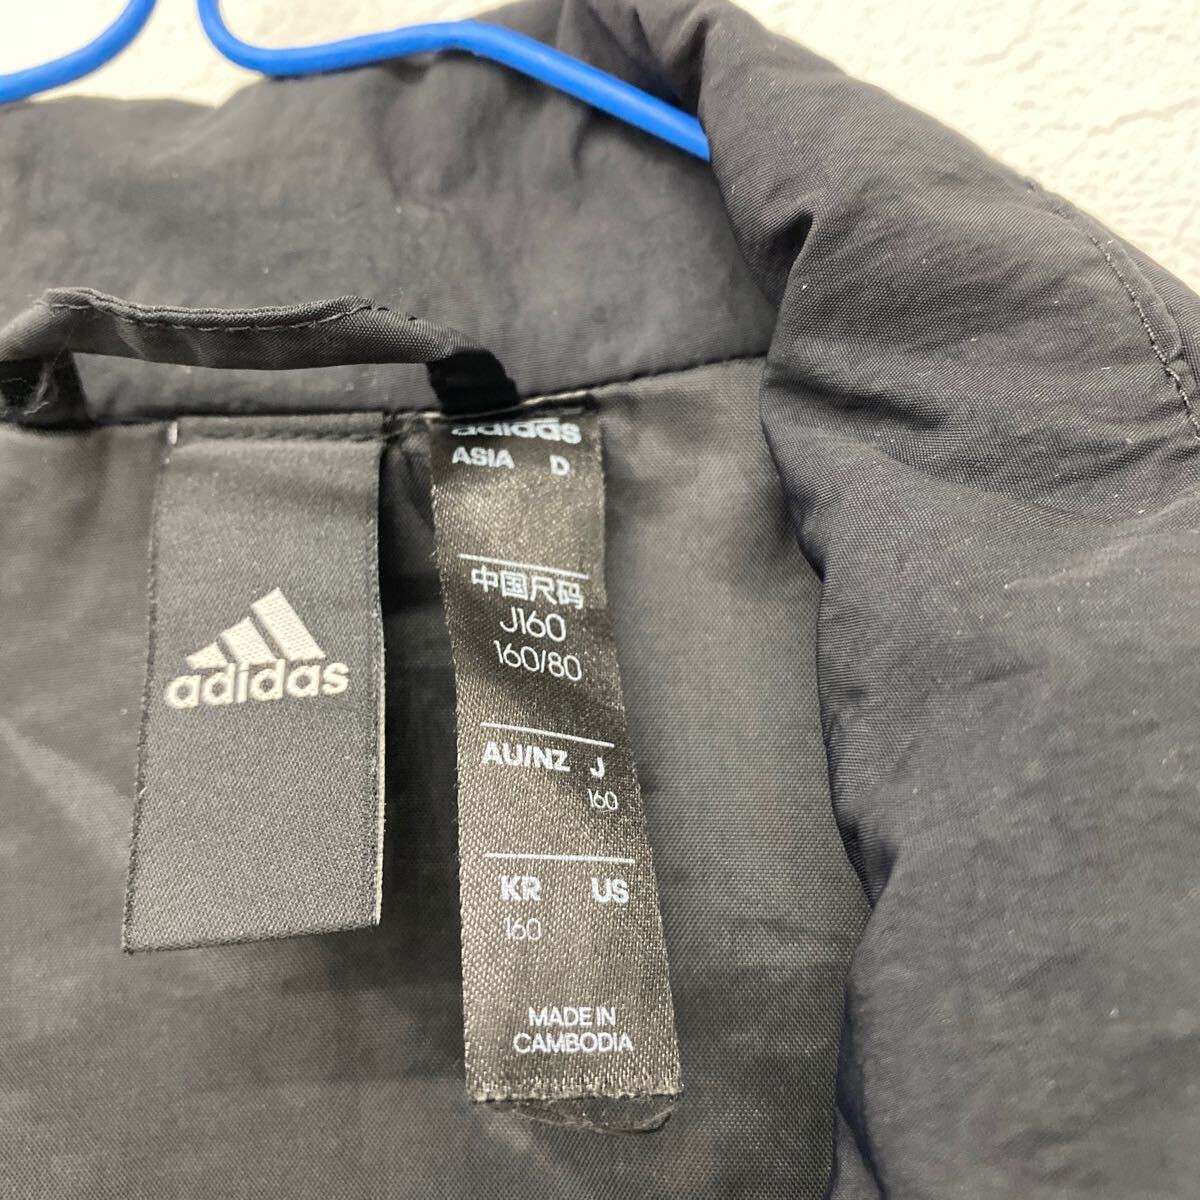 adidas
adidas
ASIA D
中国尺码
J160
160/80
AU/NZ J
160
KR US
160
MADE IN
CAMBODIA